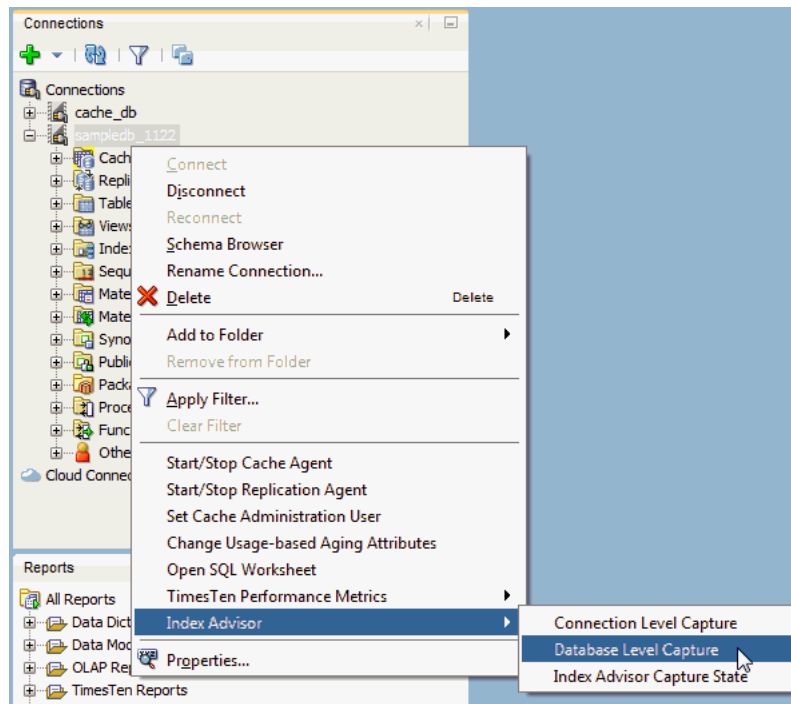 Connections
Connections
cache_db
sampledb_1122
Cach
Repli
Table
Views
Index
Sequ
Mate
Mate
Syno
Publi
Packa
Proce
Func
Othe
Cloud Connec
Connect
Disconnect
Reconnect
Schema Browser
Rename Connection...
Delete Delete
Add to Folder
Remove from Folder
Apply Filter...
Clear Filter
Start/Stop Cache Agent
Start/Stop Replication Agent
Set Cache Administration User
Change Usage-based Aging Attributes
Open SQL Worksheet
TimesTen Performance Metrics
Index Advisor
Properties...
Connection Level Capture
Database Level Capture
Index Advisor Capture State
Reports
All Reports
Data Dict
Data Mod
OLAP Rep
TimesTen Reports